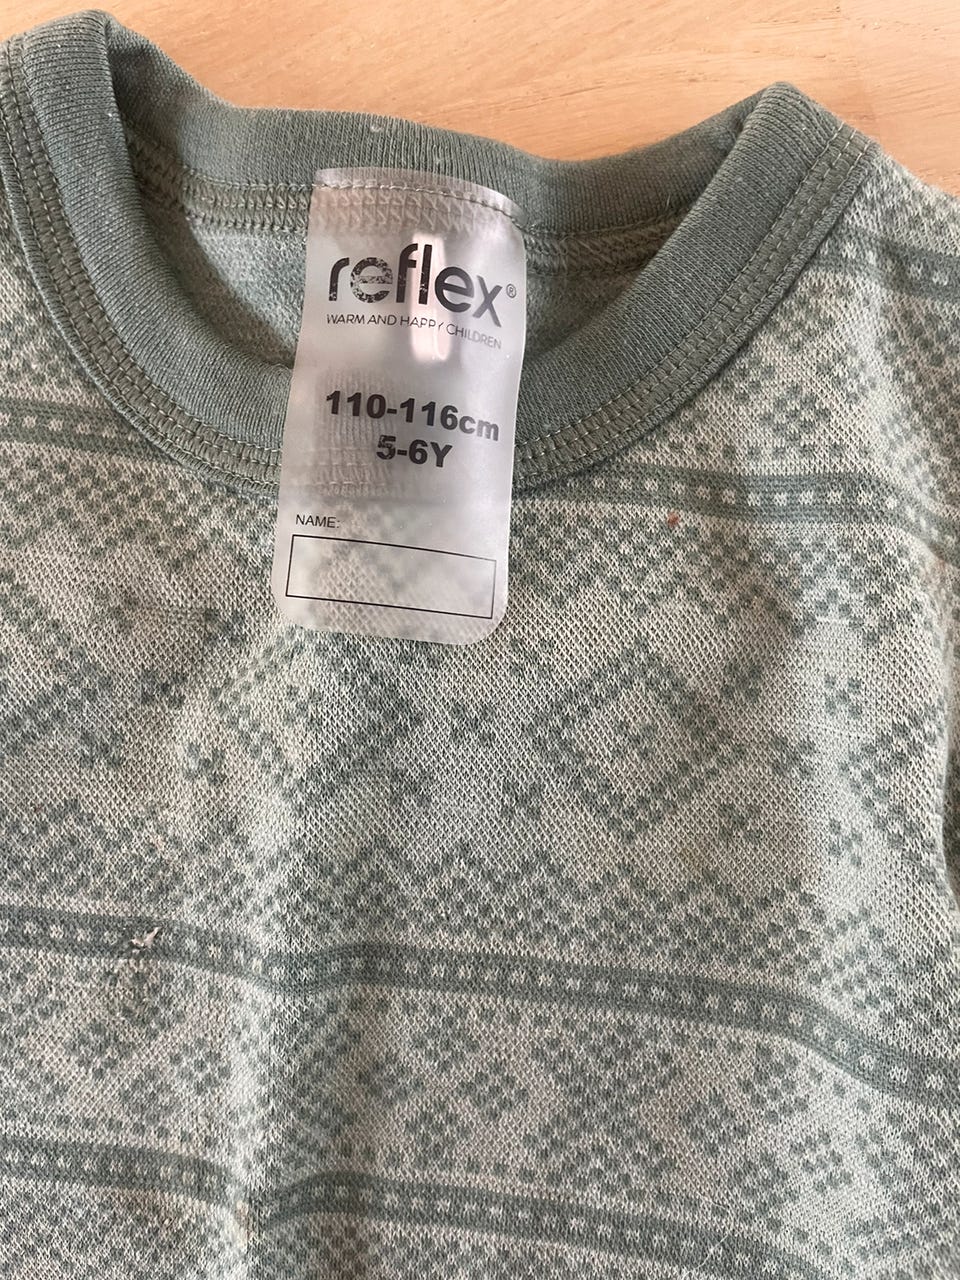 reflex®
WARM AND HAPPY CHILDREN
110-116cm
5-6Y
NAME: